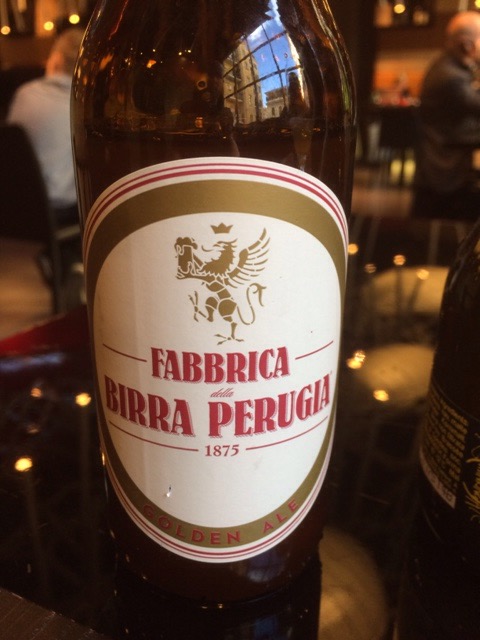 FABBRICA
della
BIRRA PERUGIA
1875
GOLDEN ALE